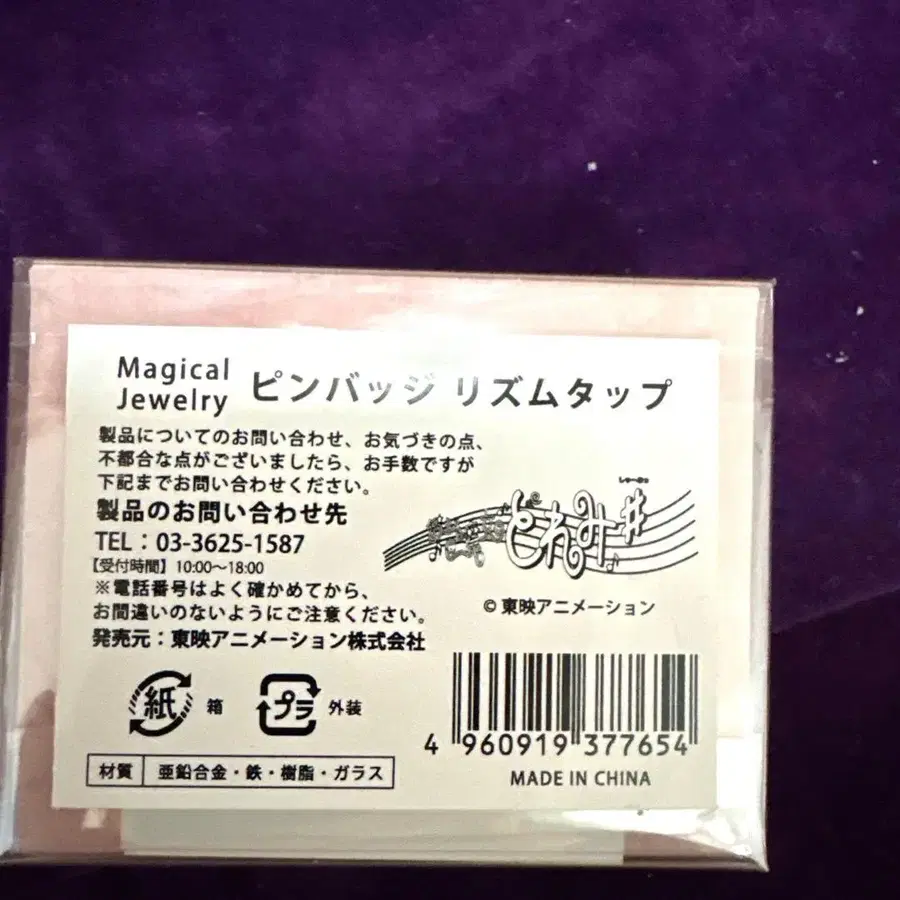 Magical
Jewelry
ピンバッジ リズムタップ
製品についてのお問い合わせ、お気づきの点、
不都合な点がございましたら、お手数ですが
下記までお問い合わせください。
製品のお問い合わせ先
TEL：03-3625-1587
【受付時間】10:00〜18:00
※電話番号はよく確かめてから、
お間違いのないようにご注意ください。
発売元：東映アニメーション株式会社
しゃーぷっ
どれみ#
©東映アニメーション
紙 箱
プラ 外装
4 960919 377654
MADE IN CHINA
材質 亜鉛合金・鉄・樹脂・ガラス